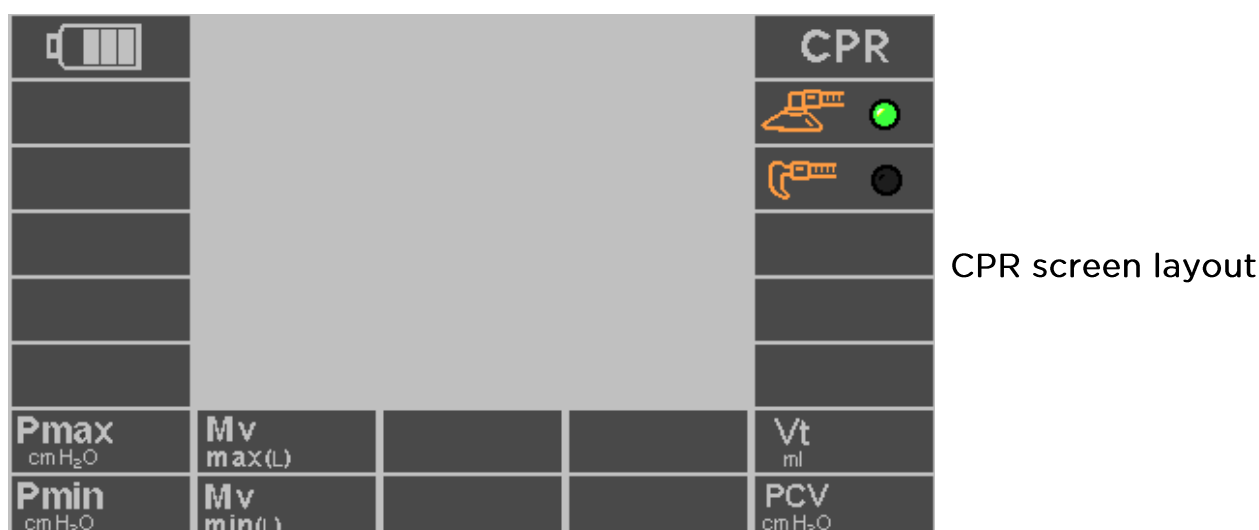 CPR
CPR screen layout
Pmax Mv Vt
cm H₂O max(L) ml
Pmin Mv PCV
cm H₂O min(L) cm H₂O